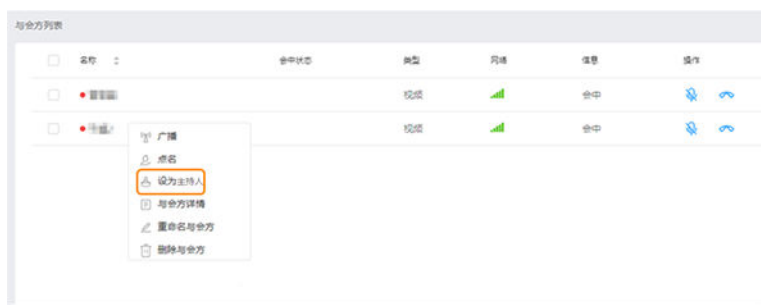 与会方列表
名称 会中状态 类型 网络 信息 操作
视频 会中
视频 会中
广播
点名
设为主持人
与会方详情
重命名与会方
删除与会方